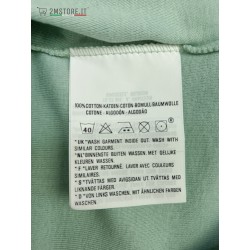 2MSTORE.IT
100%COTTON-KATOEN-COTON-BOMULL-BAUMWOLLE
COTONE - ALGODÓN - ALGODÃO
40
*UK*WASH GARMENT INSIDE OUT. WASH WITH
SIMILAR COLOURS.
*NL*BINNENSTE BUITEN WASSEN. MET GELIJKE
KLEUREN WASSEN.
*F *LAVER RETOURNÉ. LAVER AVEC COULEURS
SIMILAIRES.
*S *TVÄTTAS MED AVIGSIDAN UT TVÄTTAS MED
LIKNANDE FÄRGER.
*D *VON LINKS WASCHEN, MIT ÄHNLICHEN FARBEN
WASCHEN.